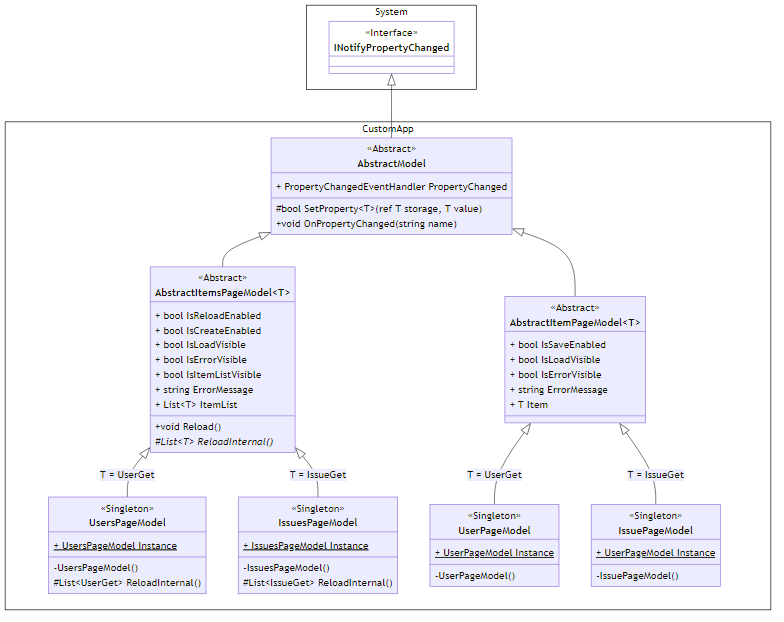 System
«Interface»
INotifyPropertyChanged
CustomApp
«Abstract»
AbstractModel
+ PropertyChangedEventHandler PropertyChanged
#bool SetProperty<T>(ref T storage, T value)
+void OnPropertyChanged(string name)
«Abstract»
AbstractItemsPageModel<T>
+ bool IsReloadEnabled
+ bool IsCreateEnabled
+ bool IsLoadVisible
+ bool IsErrorVisible
+ bool IsItemListVisible
+ string ErrorMessage
+ List<T> ItemList
+void Reload()
#List<T> ReloadInternal()
«Abstract»
AbstractItemPageModel<T>
+ bool IsSaveEnabled
+ bool IsLoadVisible
+ bool IsErrorVisible
+ string ErrorMessage
+ T Item
T = UserGet
T = IssueGet
T = UserGet
T = IssueGet
«Singleton»
UsersPageModel
+ UsersPageModel Instance
-UsersPageModel()
#List<UserGet> ReloadInternal()
«Singleton»
IssuesPageModel
+ IssuesPageModel Instance
-IssuesPageModel()
#List<IssueGet> ReloadInternal()
«Singleton»
UserPageModel
+ UserPageModel Instance
-UserPageModel()
«Singleton»
IssuePageModel
+ UserPageModel Instance
-IssuePageModel()